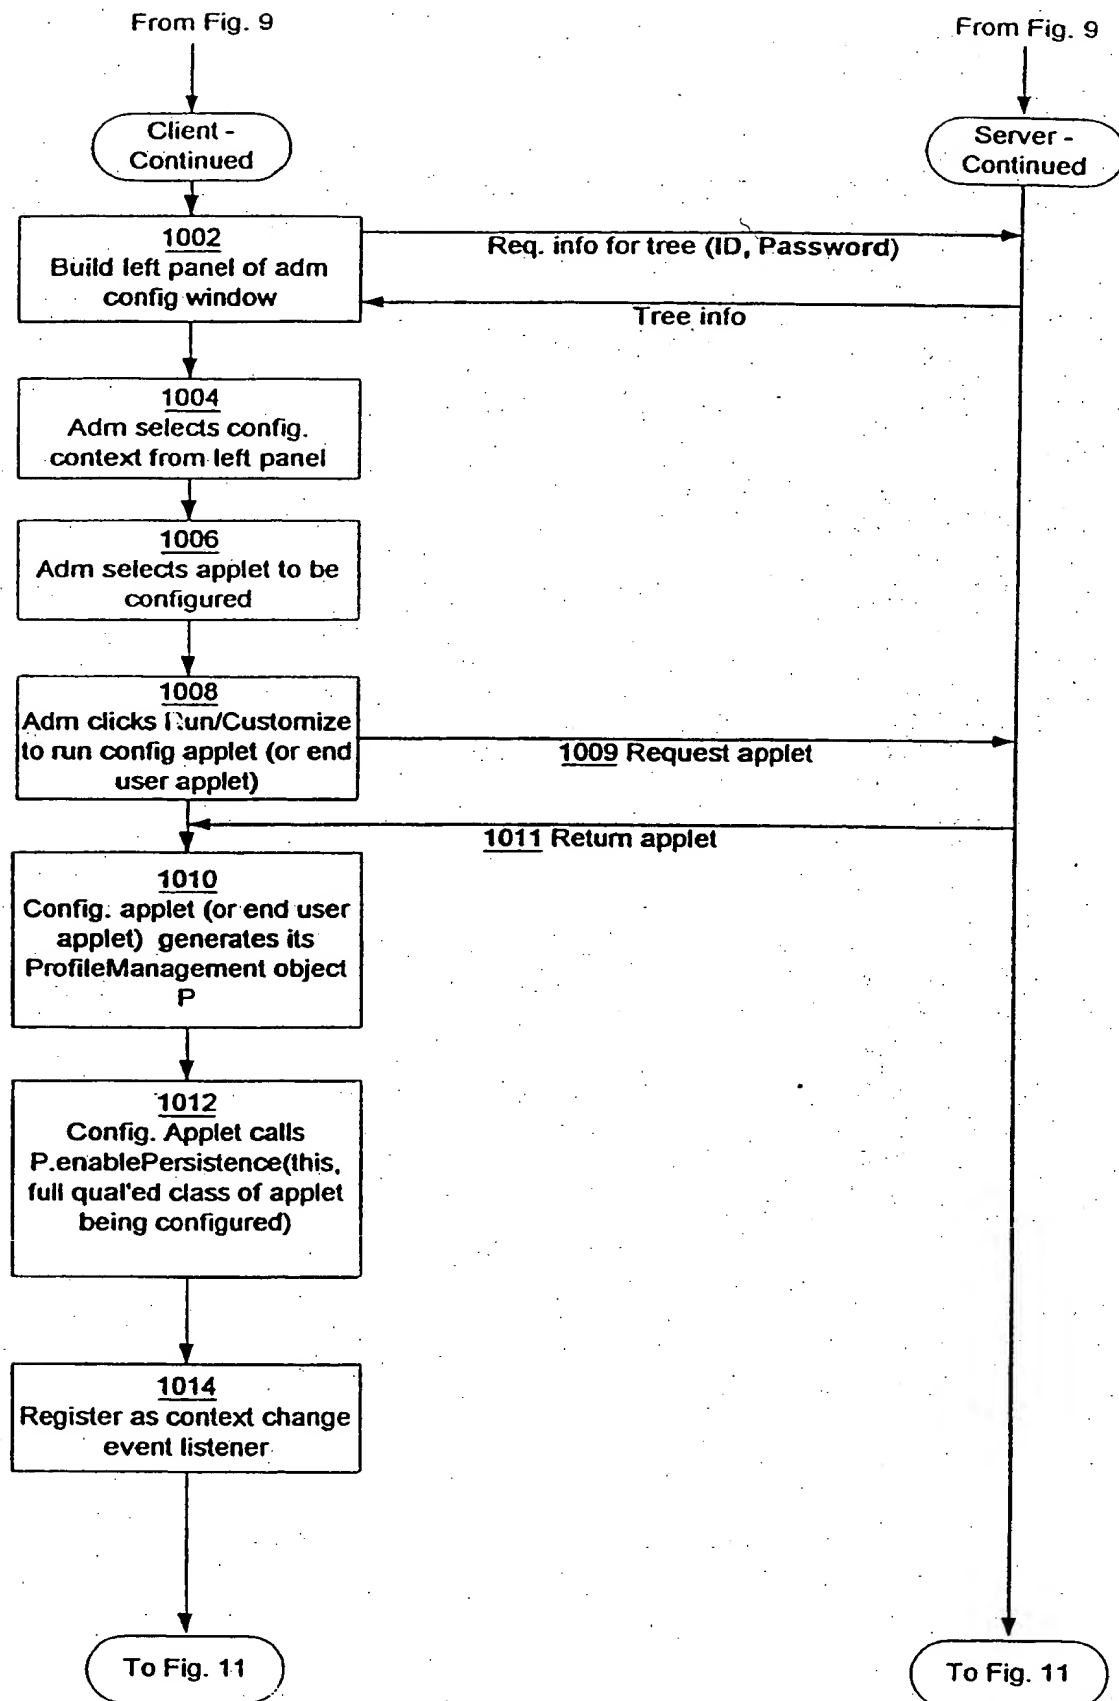 From Fig. 9
From Fig. 9
Client -
Continued
Server -
Continued
1002
Build left panel of adm
config window
Req. info for tree (ID, Password)
Tree info
1004
Adm selects config.
context from left panel
1006
Adm selects applet to be
configured
1008
Adm clicks Run/Customize
to run config applet (or end
user applet)
1009 Request applet
1011 Return applet
1010
Config. applet (or end user
applet) generates its
ProfileManagement object
P
1012
Config. Applet calls
P.enablePersistence(this,
full qual'ed class of applet
being configured)
1014
Register as context change
event listener
To Fig. 11
To Fig. 11